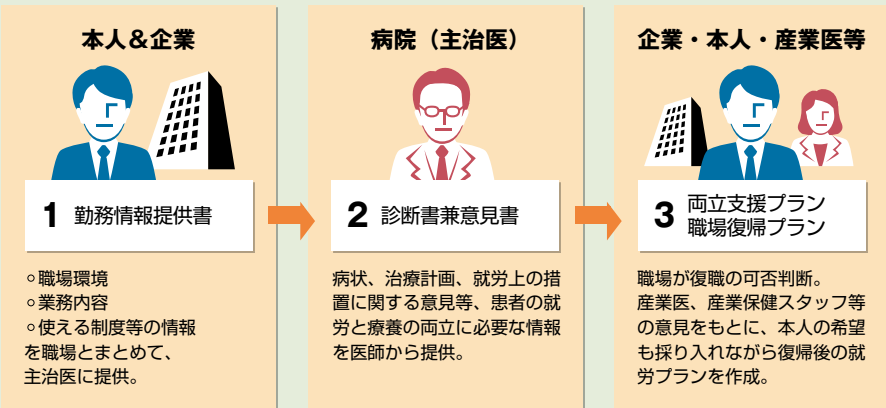 本人&企業
1 勤務情報提供書
○職場環境
○業務内容
○使える制度等の情報
を職場とまとめて、
主治医に提供。
病院（主治医）
2 診断書兼意見書
病状、治療計画、就労上の措
置に関する意見等、患者の就
労と療養の両立に必要な情報
を医師から提供。
企業・本人・産業医等
3 両立支援プラン
職場復帰プラン
職場が復職の可否判断。
産業医、産業保健スタッフ等
の意見をもとに、本人の希望
も採り入れながら復帰後の就
労プランを作成。